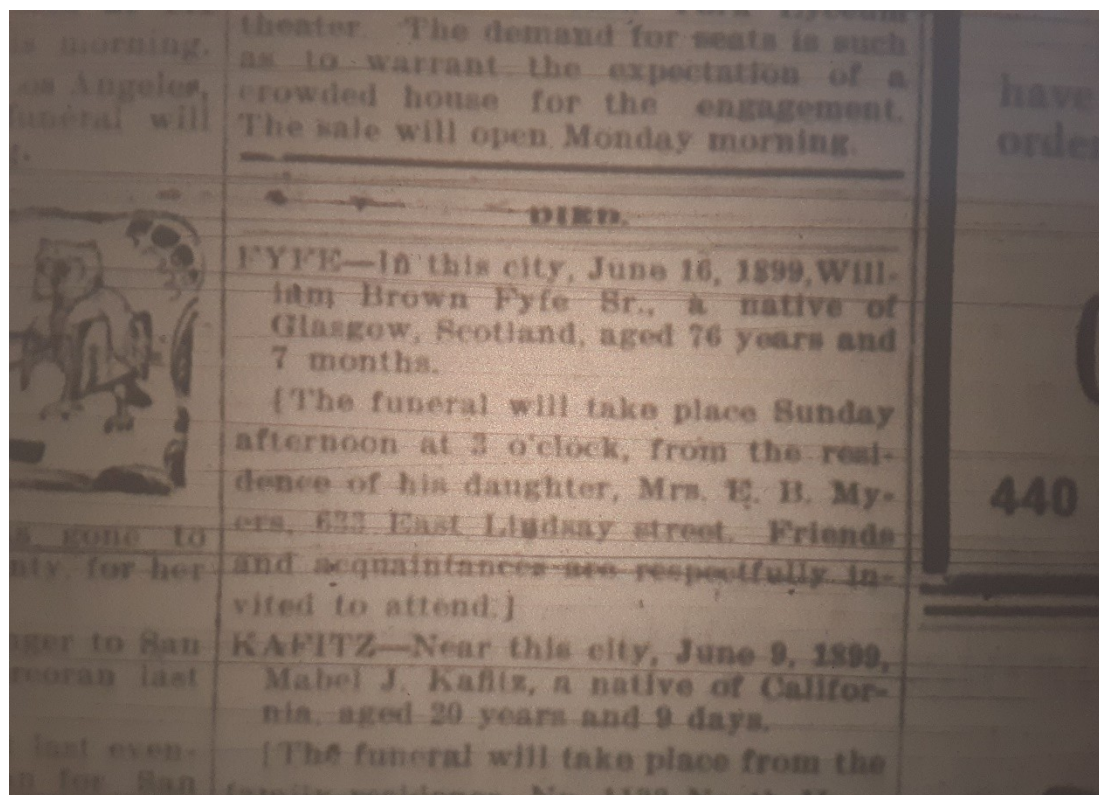 s morning,
os Angeles,
funeral will
theater. The demand for seats is such
as to warrant the expectation of a
crowded house for the engagement.
The sale will open Monday morning.
DIED.
FYFE—In this city, June 16, 1899, Will-
iam Brown Fyfe Sr., a native of
Glasgow, Scotland, aged 76 years and
7 months.
[The funeral will take place Sunday
afternoon at 3 o'clock, from the resi-
dence of his daughter, Mrs. E. B. My-
ers, 633 East Lindsay street. Friends
and acquaintances are respectfully in-
vited to attend.]
KAFITZ—Near this city, June 9, 1899,
Mabel J. Kafitz, a native of Califor-
nia, aged 20 years and 9 days.
[The funeral will take place from the
family residence, No.
gone to
nty for her
ger to San
rcoran last
last even-
n for San
have
order
440